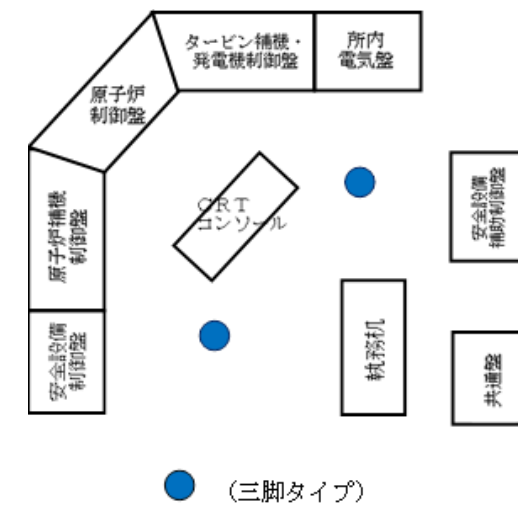 タービン補機・
発電機制御盤
所内
電気盤
原子炉
制御盤
CRT
コンソール
安全設備
補助制御盤
原子炉補機
制御盤
安全設備
制御盤
執務机
共通盤
(三脚タイプ)